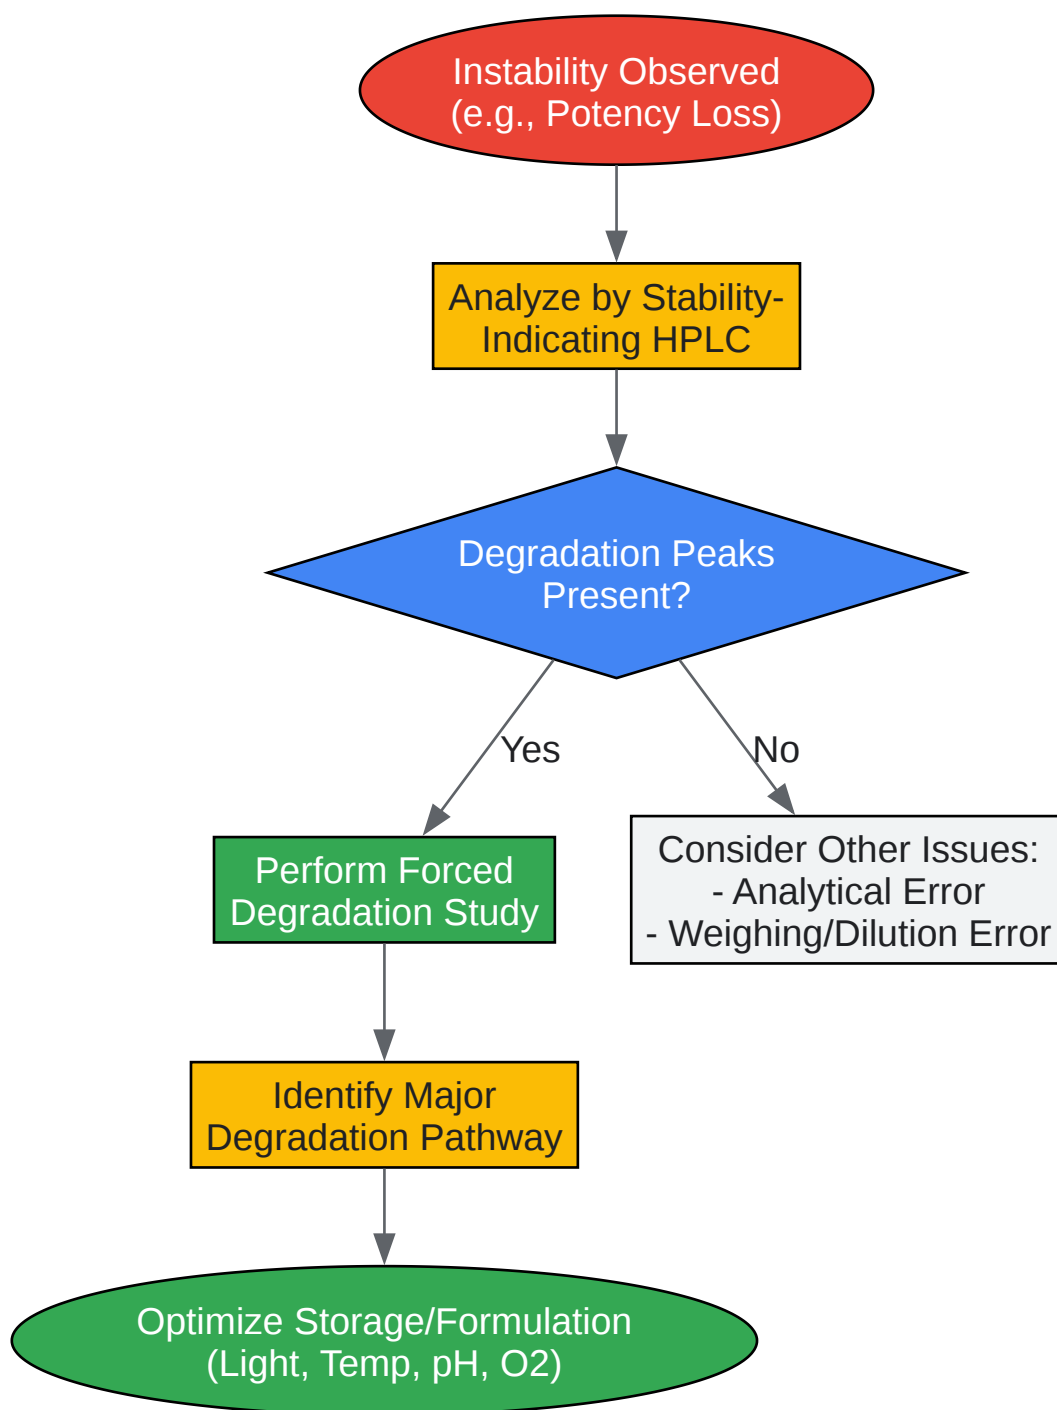 Instability Observed
(e.g., Potency Loss)
Analyze by Stability-
Indicating HPLC
Degradation Peaks
Present?
Yes
No
Perform Forced
Degradation Study
Consider Other Issues:
- Analytical Error
- Weighing/Dilution Error
Identify Major
Degradation Pathway
Optimize Storage/Formulation
(Light, Temp, pH, O2)